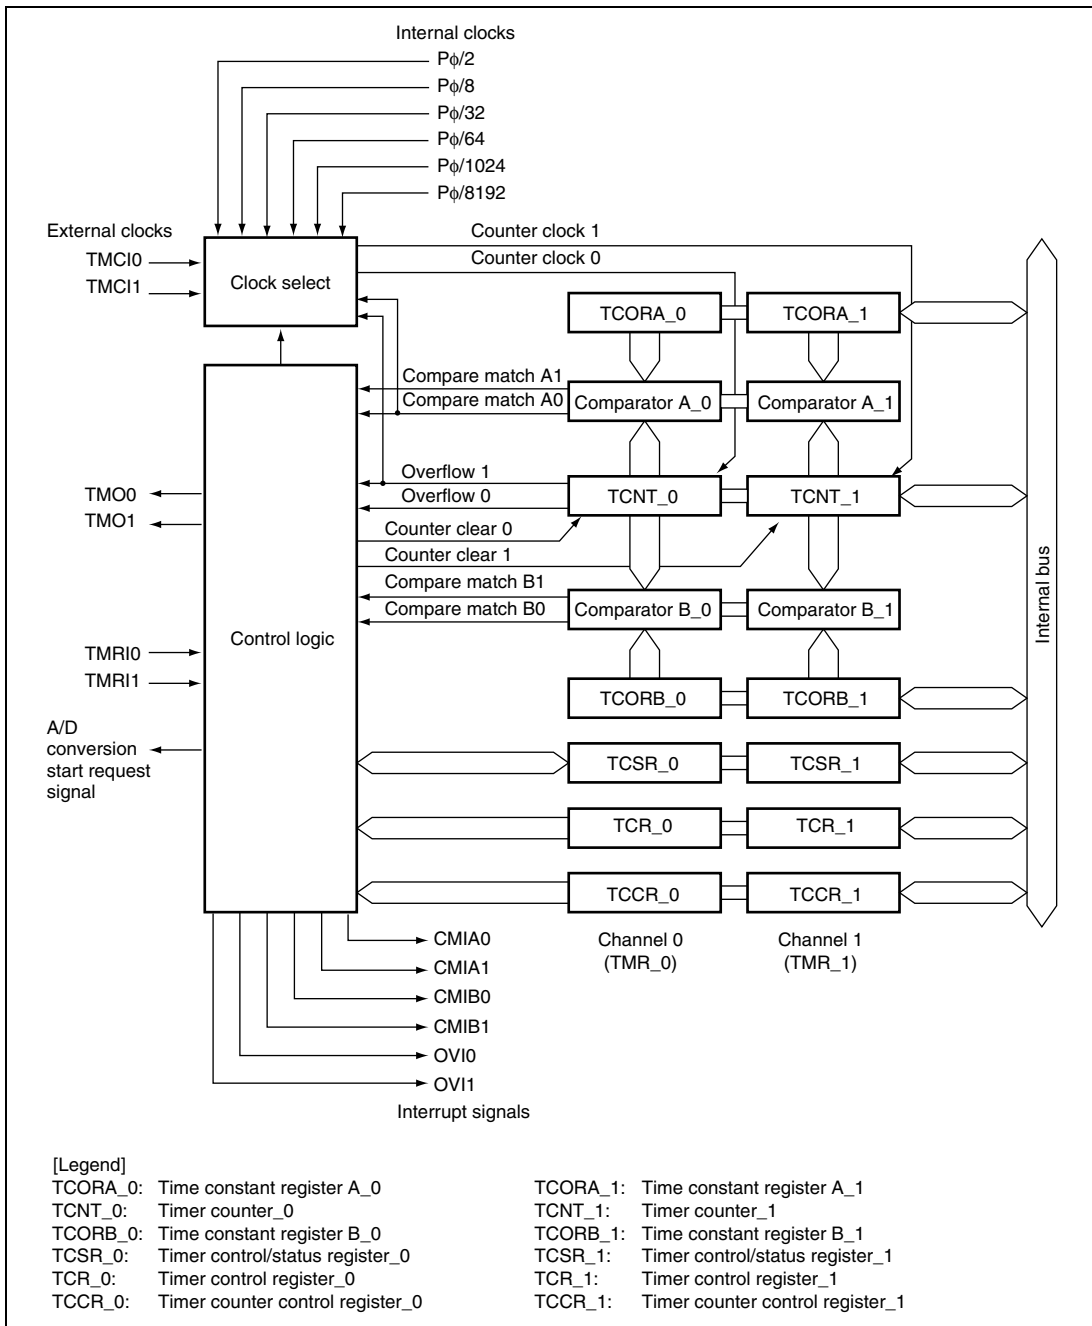 Internal clocks
Pϕ/2
Pϕ/8
Pϕ/32
Pϕ/64
Pϕ/1024
Pϕ/8192
External clocks
TMCI0
TMCI1
Clock select
Counter clock 1
Counter clock 0
TCORA_0
TCORA_1
Compare match A1
Compare match A0
Comparator A_0
Comparator A_1
Overflow 1
Overflow 0
TCNT_0
TCNT_1
TMO0
TMO1
Counter clear 0
Counter clear 1
Compare match B1
Compare match B0
Comparator B_0
Comparator B_1
Control logic
Internal bus
TMRI0
TMRI1
TCORB_0
TCORB_1
A/D
conversion
start request
signal
TCSR_0
TCSR_1
TCR_0
TCR_1
TCCR_0
TCCR_1
Channel 0
(TMR_0)
Channel 1
(TMR_1)
CMIA0
CMIA1
CMIB0
CMIB1
OVI0
OVI1
Interrupt signals
[Legend]
TCORA_0: Time constant register A_0
TCNT_0: Timer counter_0
TCORB_0: Time constant register B_0
TCSR_0: Timer control/status register_0
TCR_0: Timer control register_0
TCCR_0: Timer counter control register_0
TCORA_1: Time constant register A_1
TCNT_1: Timer counter_1
TCORB_1: Time constant register B_1
TCSR_1: Timer control/status register_1
TCR_1: Timer control register_1
TCCR_1: Timer counter control register_1